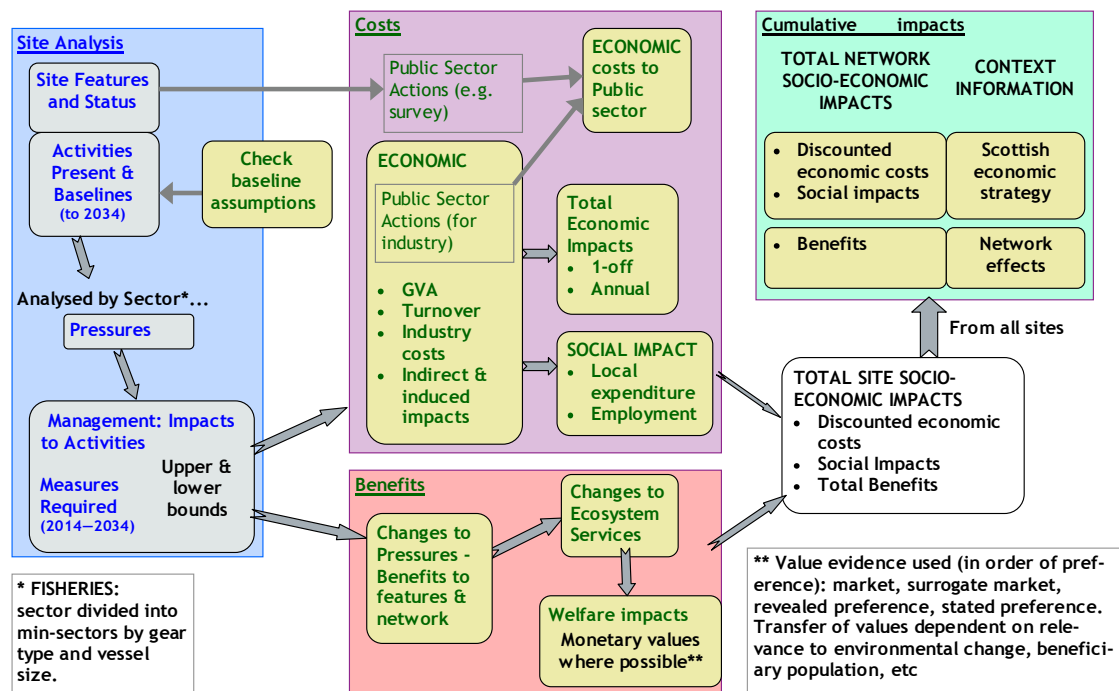 Site Analysis
Site Features
and Status
Activities
Present &
Baselines
(to 2034)
Check
baseline
assumptions
Analysed by Sector*...
Pressures
Management: Impacts
to Activities
Measures
Required
(2014—2034)
Upper &
lower
bounds
* FISHERIES:
sector divided into
min-sectors by gear
type and vessel
size.
Costs
Public Sector
Actions (e.g.
survey)
ECONOMIC
costs to
Public
sector
ECONOMIC
Public Sector
Actions (for
industry)
• GVA
• Turnover
• Industry
costs
• Indirect &
induced
impacts
Total
Economic
Impacts
• 1-off
• Annual
SOCIAL IMPACT
• Local
expenditure
• Employment
Benefits
Changes to
Pressures -
Benefits to
features &
network
Changes to
Ecosystem
Services
Welfare impacts
Monetary values
where possible**
Cumulative impacts
TOTAL NETWORK
SOCIO-ECONOMIC
IMPACTS
CONTEXT
INFORMATION
• Discounted
economic costs
• Social impacts
Scottish
economic
strategy
• Benefits
Network
effects
From all sites
TOTAL SITE SOCIO-
ECONOMIC IMPACTS
• Discounted economic
costs
• Social Impacts
• Total Benefits
** Value evidence used (in order of pref-
erence): market, surrogate market,
revealed preference, stated preference.
Transfer of values dependent on rele-
vance to environmental change, benefici-
ary population, etc